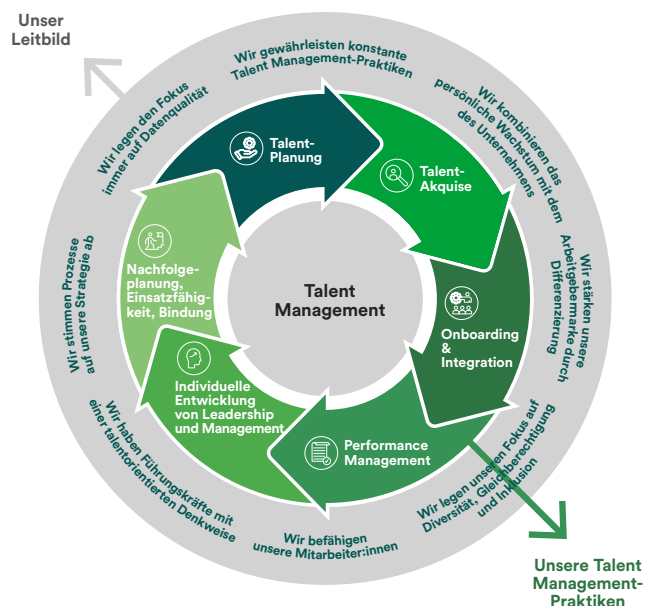 Unser
Leitbild
Wir gewährleisten konstante
Talent Management-Praktiken
Wir kombinieren das
persönliche Wachstum mit dem
des Unternehmens
Wir stärken unsere
Arbeitgebermarke durch
Differenzierung
Wir legen unseren Fokus auf
Diversität, Gleichberechtigung
und Inklusion
Wir befähigen
unsere Mitarbeiter:innen
Wir haben Führungskräfte mit
einer talentorientierten Denkweise
Wir stimmen Prozesse
auf unsere Strategie ab
Wir legen den Fokus
immer auf Datenqualität
Talent-
Planung
Talent-
Akquise
Onboarding
&
Integration
Performance
Management
Individuelle
Entwicklung
von Leadership
und Management
Nachfolge-
planung,
Einsatzfähig-
keit, Bindung
Talent
Management
Unsere Talent
Management-
Praktiken